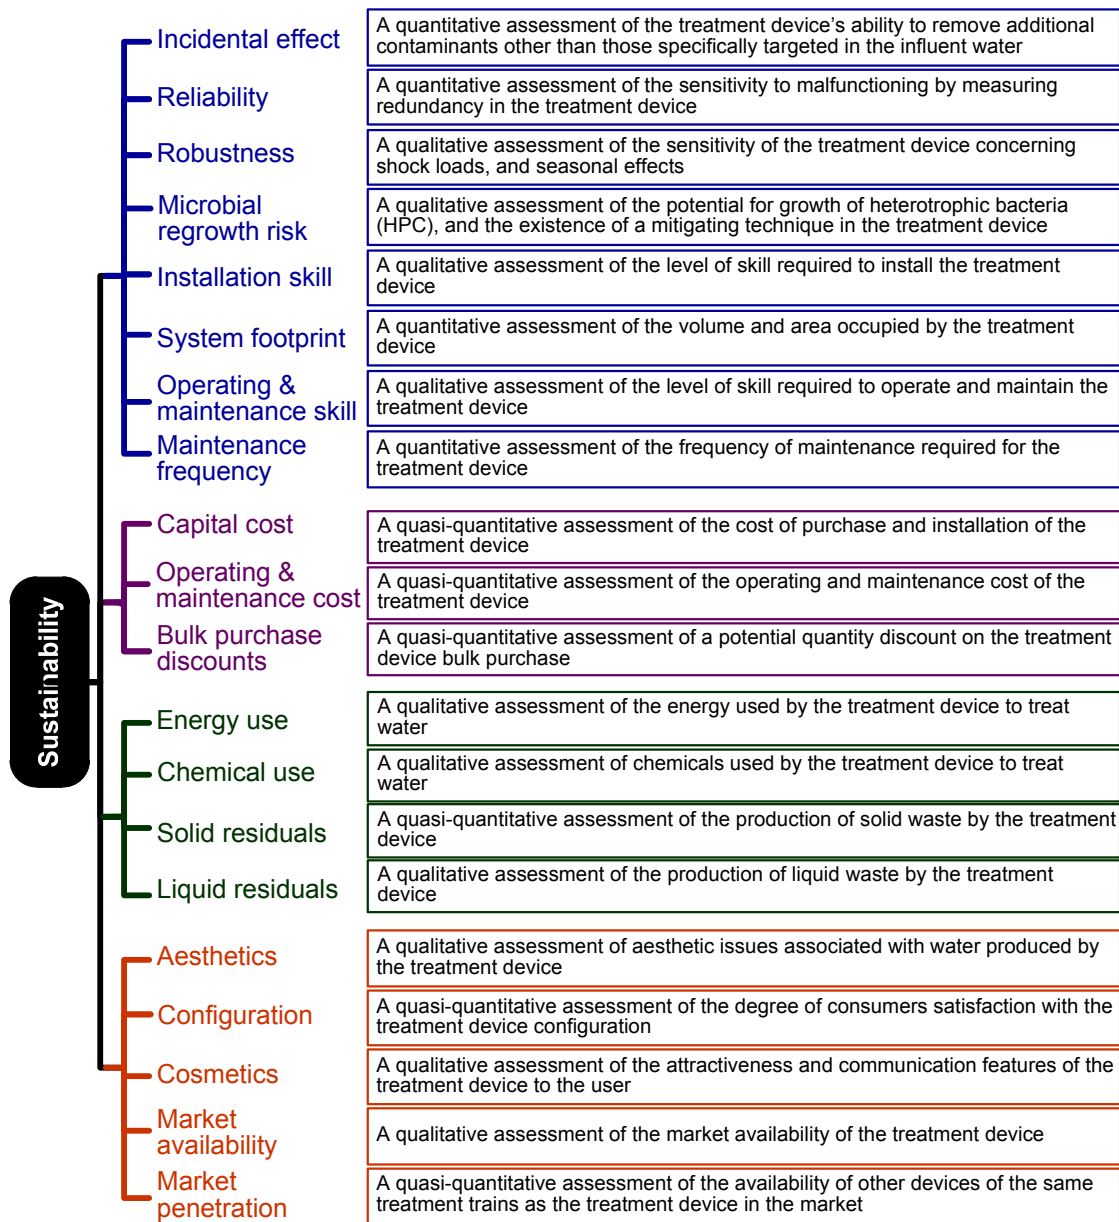 Sustainability
Incidental effect
A quantitative assessment of the treatment device's ability to remove additional
contaminants other than those specifically targeted in the influent water
Reliability
A quantitative assessment of the sensitivity to malfunctioning by measuring
redundancy in the treatment device
Robustness
A qualitative assessment of the sensitivity of the treatment device concerning
shock loads, and seasonal effects
Microbial
regrowth risk
A qualitative assessment of the potential for growth of heterotrophic bacteria
(HPC), and the existence of a mitigating technique in the treatment device
Installation skill
A qualitative assessment of the level of skill required to install the treatment
device
System footprint
A quantitative assessment of the volume and area occupied by the treatment
device
Operating &
maintenance skill
A qualitative assessment of the level of skill required to operate and maintain the
treatment device
Maintenance
frequency
A quantitative assessment of the frequency of maintenance required for the
treatment device
Capital cost
A quasi-quantitative assessment of the cost of purchase and installation of the
treatment device
Operating &
maintenance cost
A quasi-quantitative assessment of the operating and maintenance cost of the
treatment device
Bulk purchase
discounts
A quasi-quantitative assessment of a potential quantity discount on the treatment
device bulk purchase
Energy use
A qualitative assessment of the energy used by the treatment device to treat
water
Chemical use
A qualitative assessment of chemicals used by the treatment device to treat
water
Solid residuals
A quasi-quantitative assessment of the production of solid waste by the treatment
device
Liquid residuals
A qualitative assessment of the production of liquid waste by the treatment
device
Aesthetics
A qualitative assessment of aesthetic issues associated with water produced by
the treatment device
Configuration
A quasi-quantitative assessment of the degree of consumers satisfaction with the
treatment device configuration
Cosmetics
A qualitative assessment of the attractiveness and communication features of the
treatment device to the user
Market
availability
A qualitative assessment of the market availability of the treatment device
Market
penetration
A quasi-quantitative assessment of the availability of other devices of the same
treatment trains as the treatment device in the market